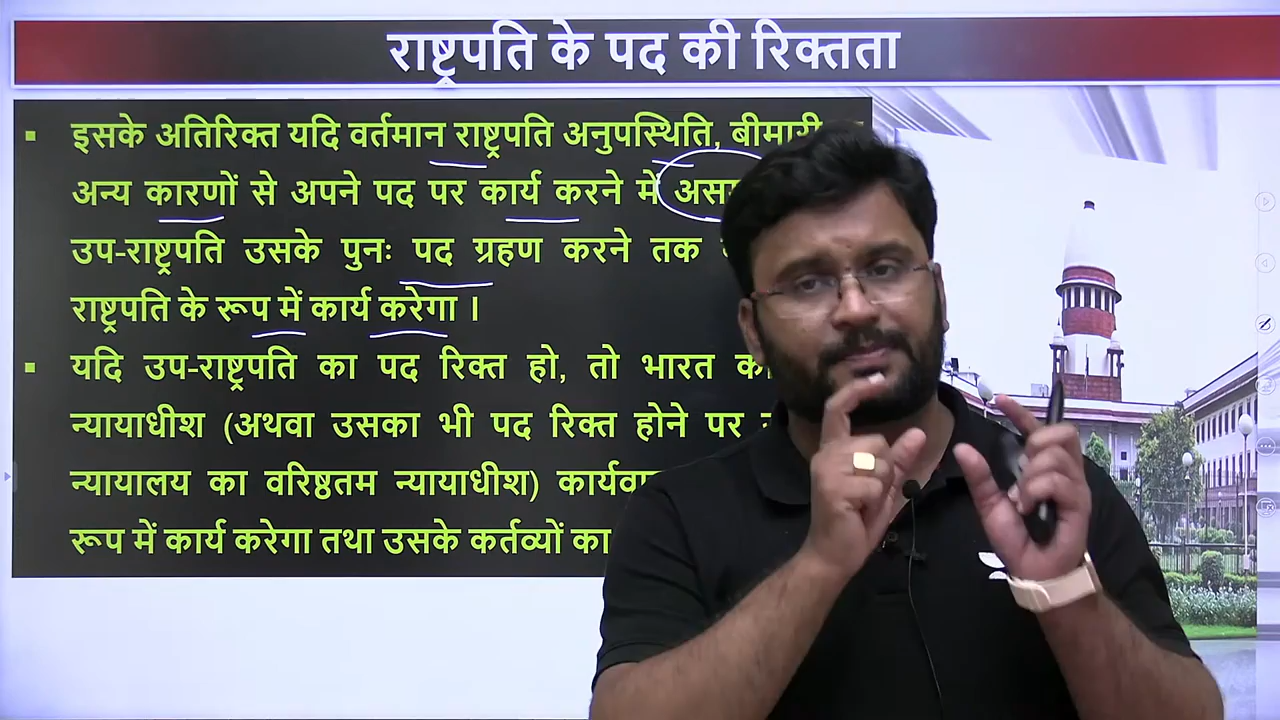 राष्ट्रपति के पद की रिक्तता
इसके अतिरिक्त यदि वर्तमान राष्ट्रपति अनुपस्थिति, बीमारी
अन्य कारणों से अपने पद पर कार्य करने में
उप-राष्ट्रपति उसके पुनः पद ग्रहण करने तक
राष्ट्रपति के रूप में कार्य करेगा ।
यदि उप-राष्ट्रपति का पद रिक्त हो, तो भारत
न्यायाधीश (अथवा उसका भी पद रिक्त होने पर
न्यायालय का वरिष्ठतम न्यायाधीश)
रूप में कार्य करेगा तथा उसके कर्तव्यों का